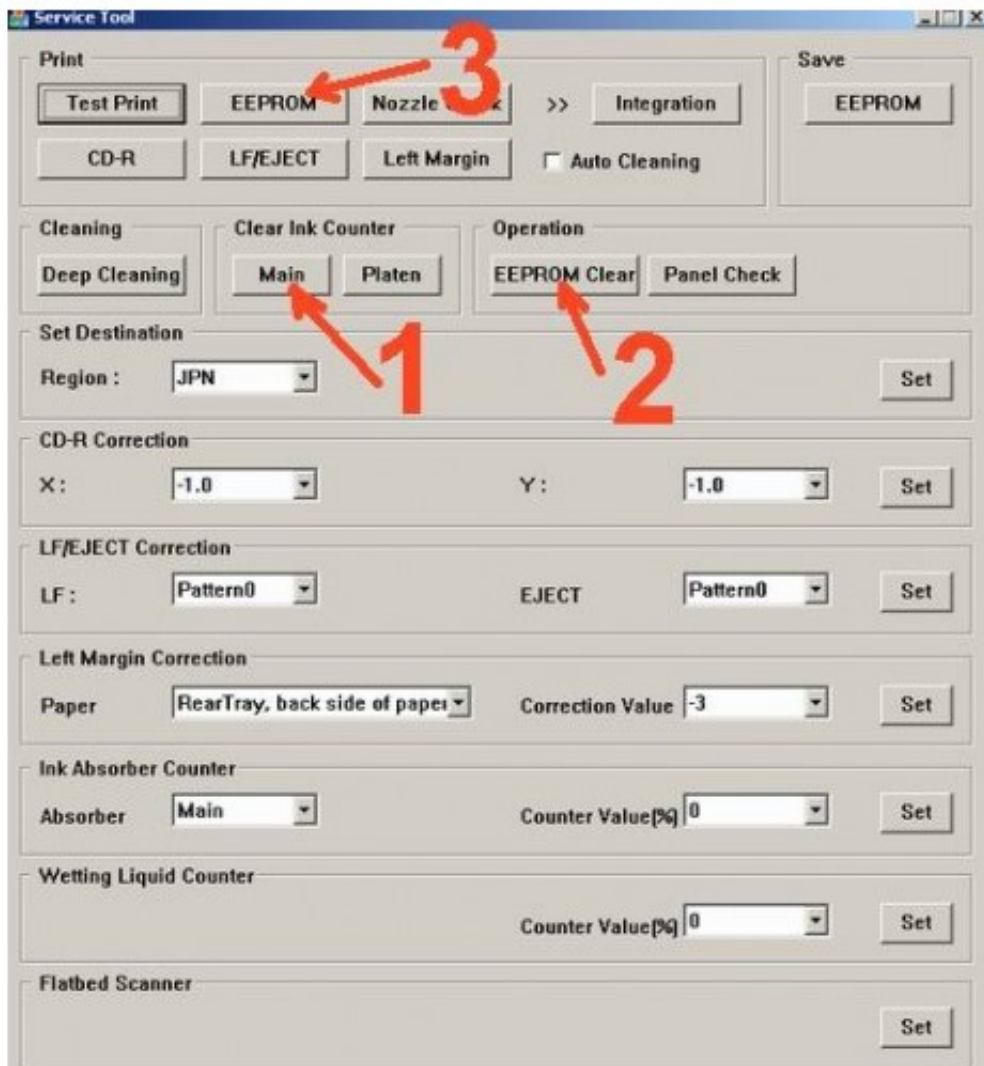 Service Tool
Print
Save
3
Test Print EEPROM Nozzle >> Integration EEPROM
CD-R LF/EJECT Left Margin Auto Cleaning
Cleaning Clear Ink Counter Operation
Deep Cleaning Main Platen EEPROM Clear Panel Check
1 2
Set Destination
Region : JPN Set
CD-R Correction
X : -1.0 Y : -1.0 Set
LF/EJECT Correction
LF : Pattern0 EJECT Pattern0 Set
Left Margin Correction
Paper RearTray, back side of paper Correction Value -3 Set
Ink Absorber Counter
Absorber Main Counter Value(%) 0 Set
Wetting Liquid Counter
Counter Value(%) 0 Set
Flatbed Scanner
Set